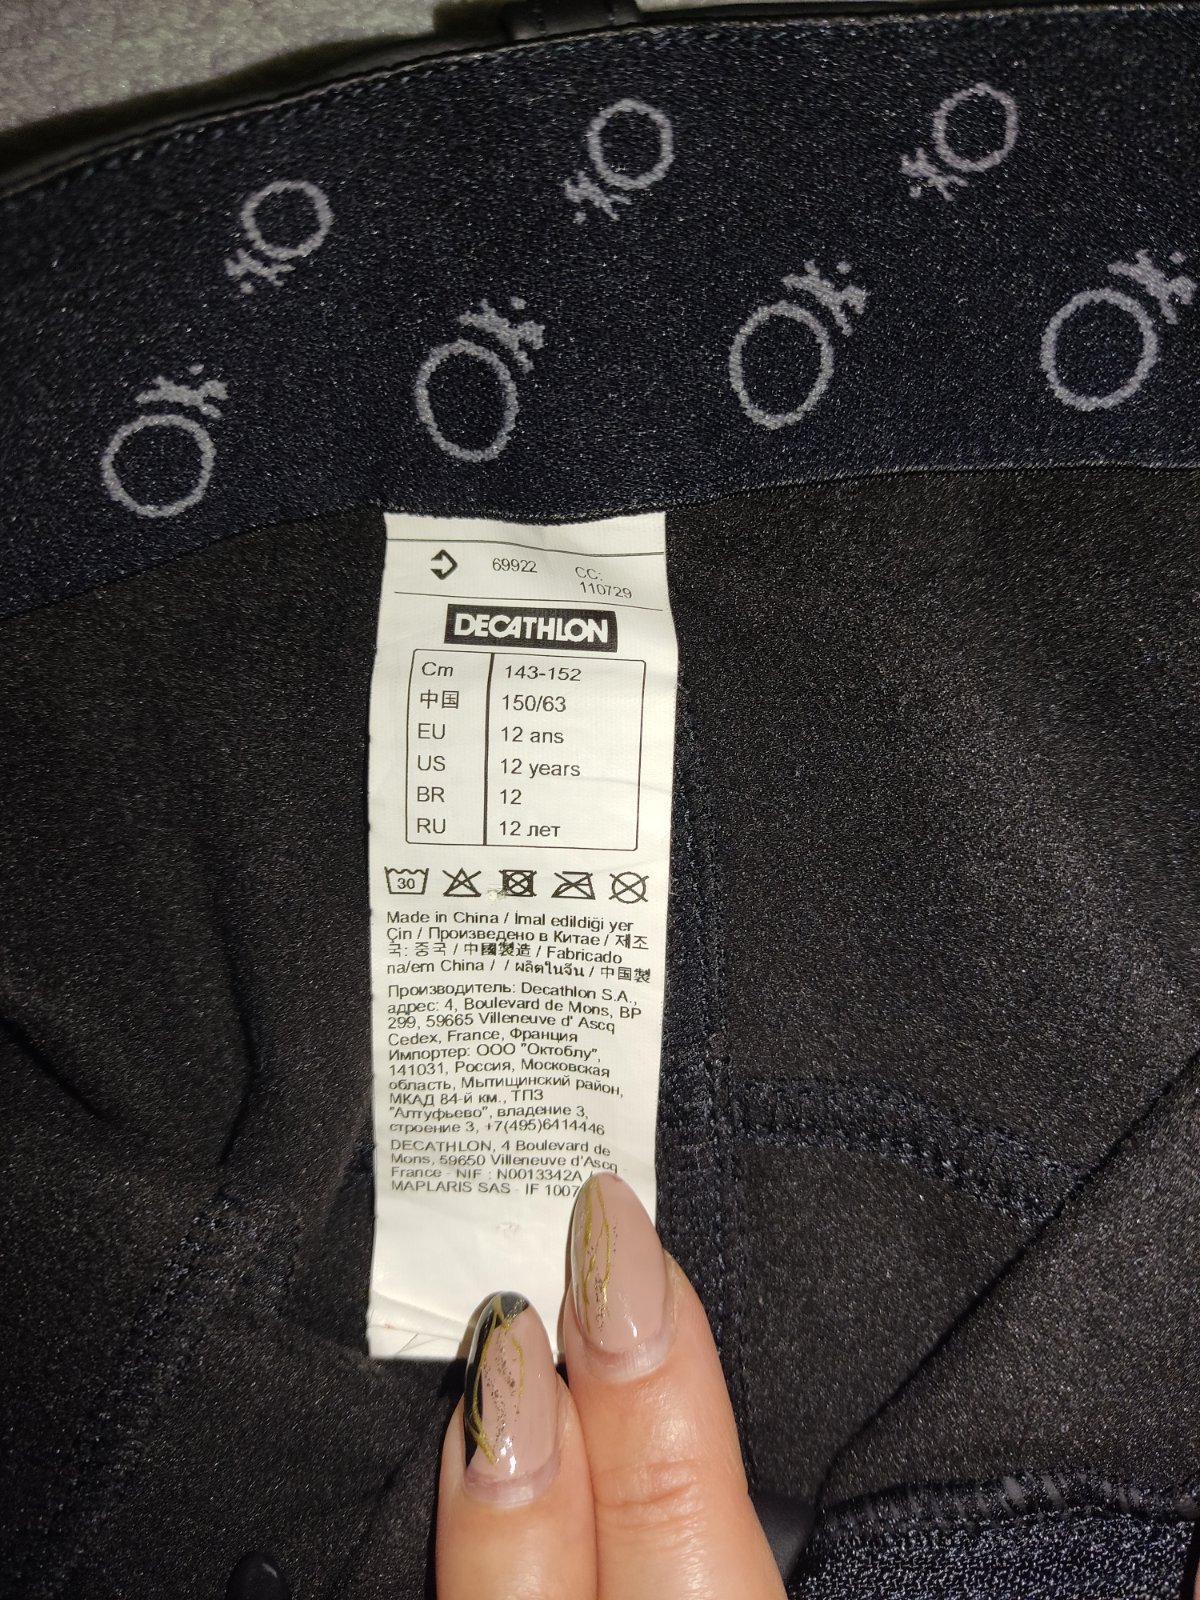 69922
CC:
110729
DECATHLON
Cm 143-152
中国 150/63
EU 12 ans
US 12 years
BR 12
RU 12 лет
30
Made in China / İmal edildiği yer
Çin / Произведено в Китае / 제조
국: 중국 / 中國製造 / Fabricado
na/em China / / ผลิตในจีน / 中国製
Производитель: Decathlon S.A.,
адрес: 4, Boulevard de Mons, BP
299, 59665 Villeneuve d' Ascq
Cedex, France, Франция
Импортер: ООО "Октоблу",
141031, Россия, Московская
область, Мытищинский район,
МКАД 84-й км., ТПЗ
"Алтуфьево", владение 3,
строение 3, +7(495)6414446
DECATHLON, 4 Boulevard de
Mons, 59650 Villeneuve d'Ascq
France - NIF : N0013342A /
MAPLARIS SAS - IF 1007